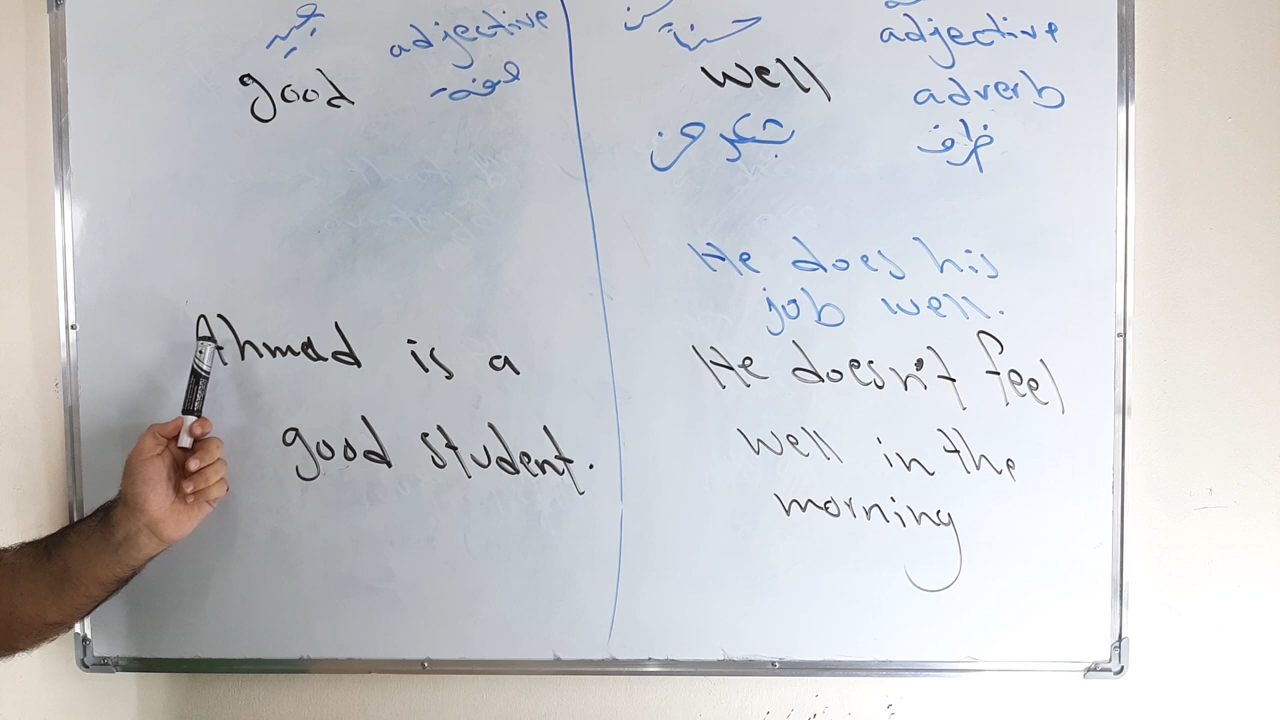 جيد
adjective
good
صفة
حسناً
adjective
well
adverb
بشكل حسن
ظرف
He does his
job well.
Ahmad is a
good student.
He doesn't feel
well in the
morning